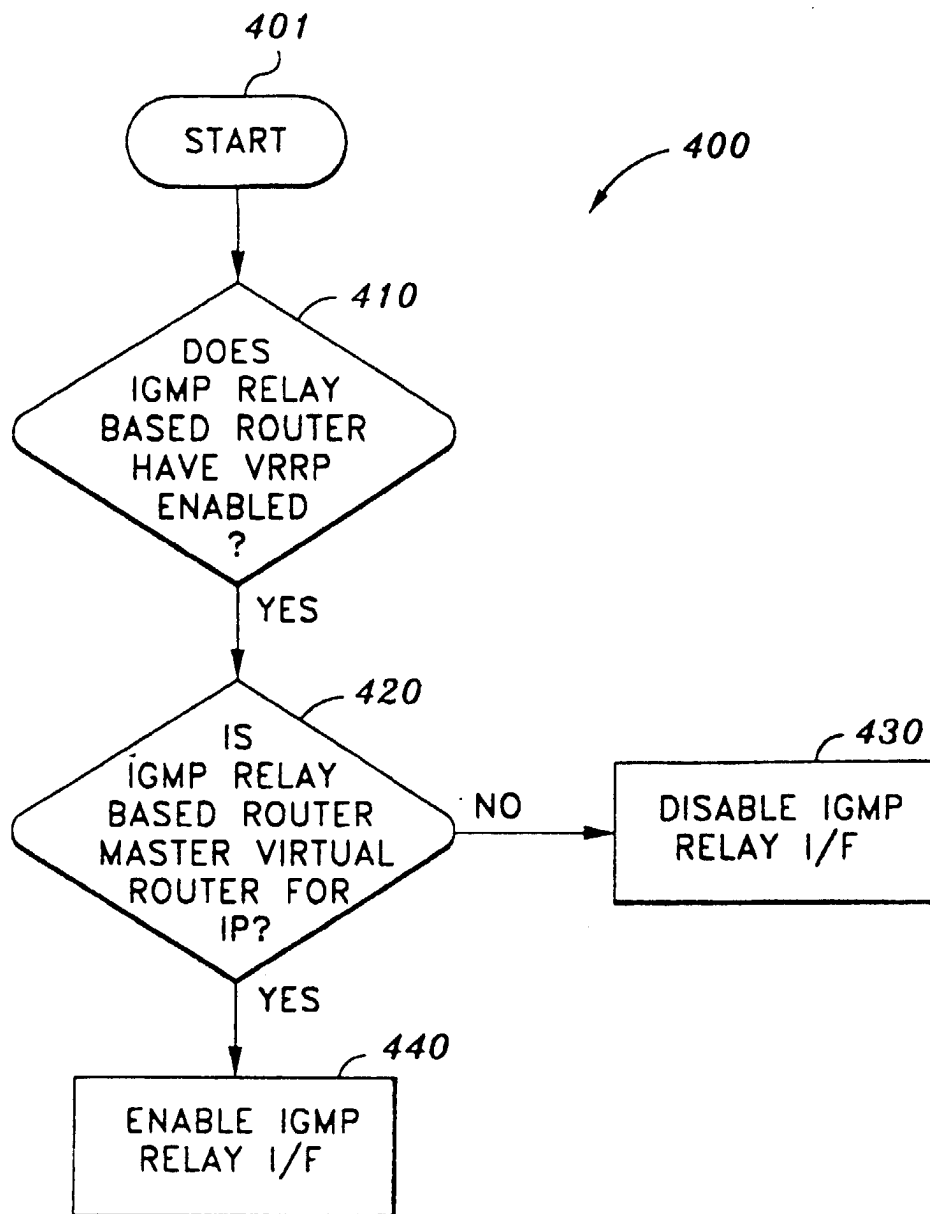 401
START
400
410
DOES
IGMP RELAY
BASED ROUTER
HAVE VRRP
ENABLED
?
YES
420
IS
IGMP RELAY
BASED ROUTER
MASTER VIRTUAL
ROUTER FOR
IP?
NO
430
DISABLE IGMP
RELAY I/F
YES
440
ENABLE IGMP
RELAY I/F